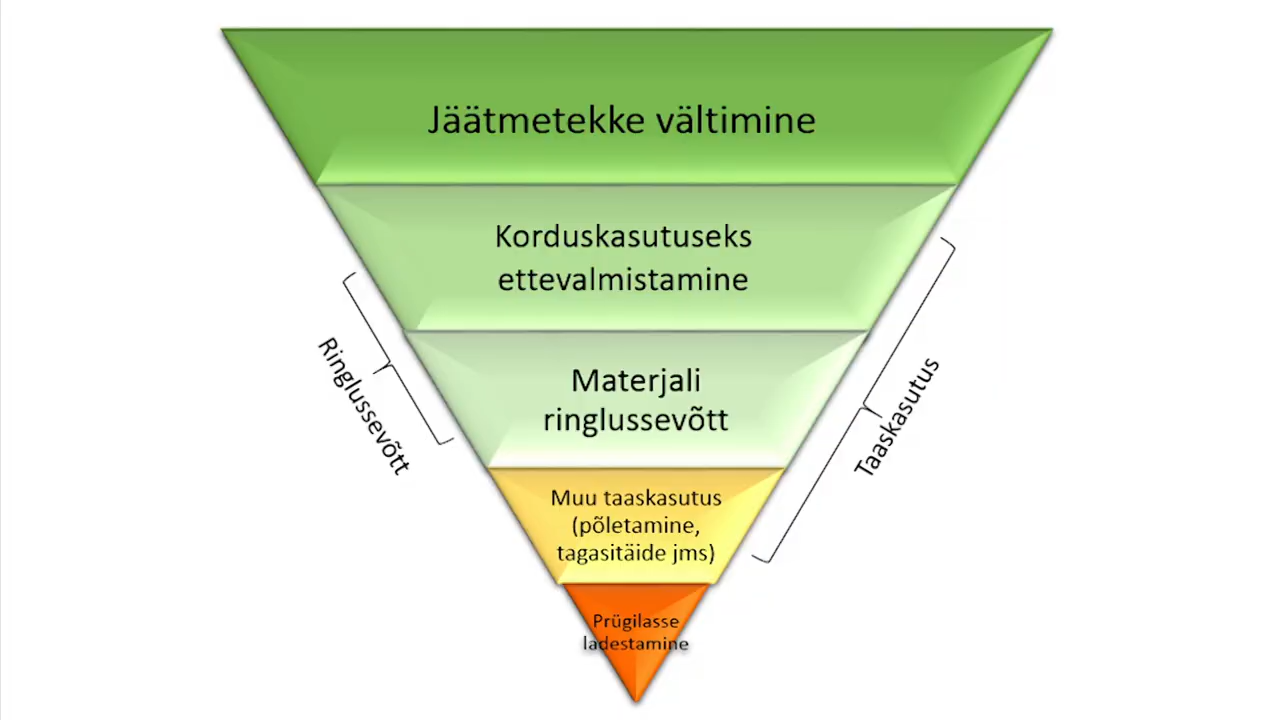 Jäätmetekke vältimine
Korduskasutuseks
ettevalmistamine
Materjali
ringlussevõtt
Muu taaskasutus
(põletamine,
tagasitäide jms)
Prügilasse
ladestamine
Ringlussevõtt
Taaskasutus